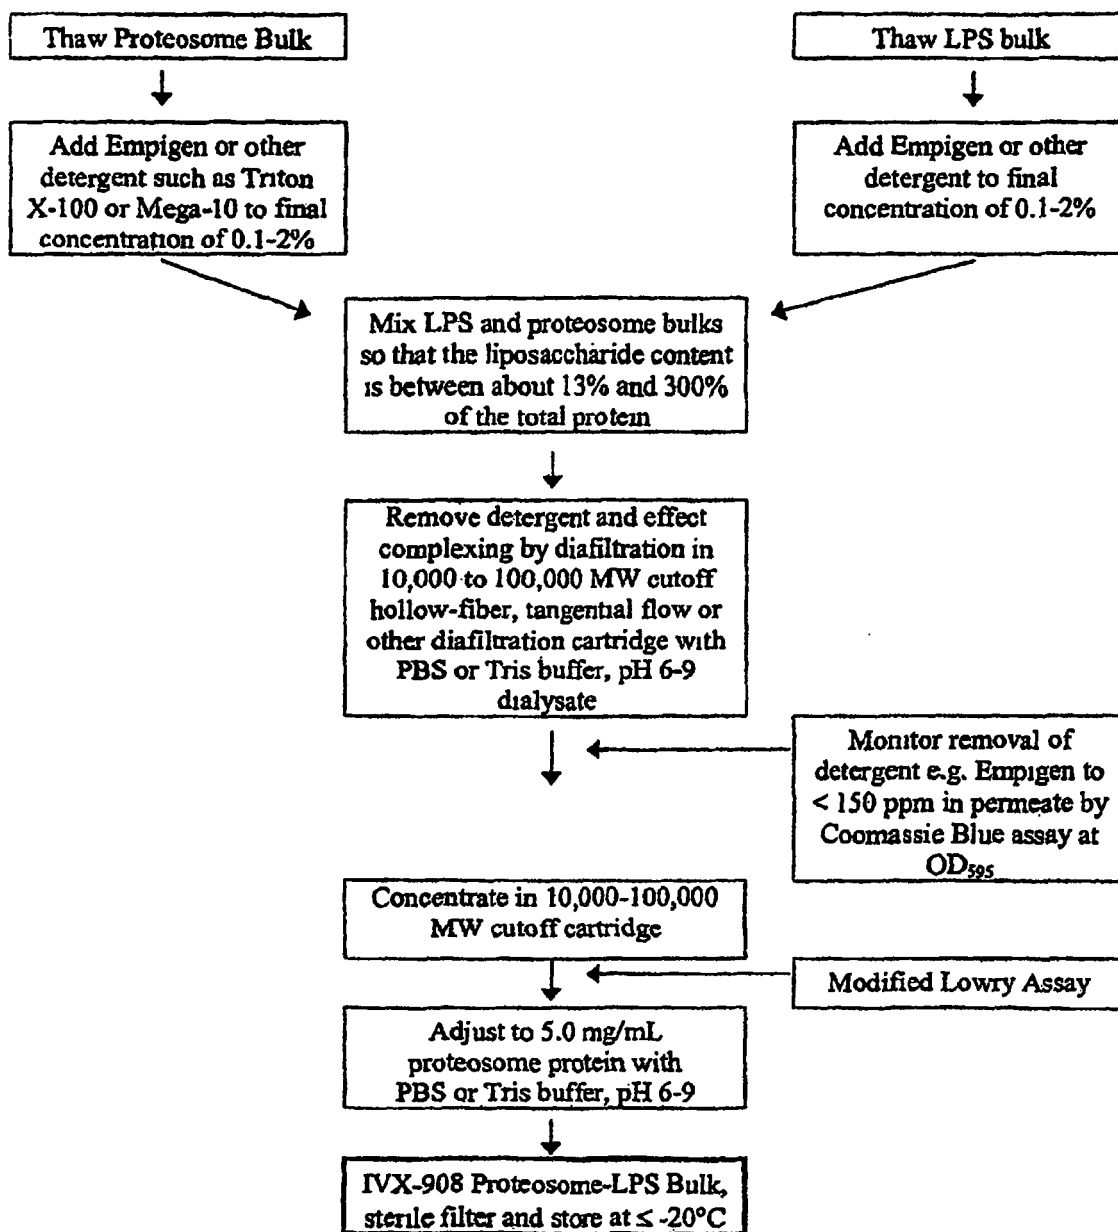 Thaw Proteosome Bulk
Thaw LPS bulk
Add Empigen or other
detergent such as Triton
X-100 or Mega-10 to final
concentration of 0.1-2%
Add Empigen or other
detergent to final
concentration of 0.1-2%
Mix LPS and proteosome bulks
so that the liposaccharide content
is between about 13% and 300%
of the total protein
Remove detergent and effect
complexing by diafiltration in
10,000 to 100,000 MW cutoff
hollow-fiber, tangential flow or
other diafiltration cartridge with
PBS or Tris buffer, pH 6-9
dialysate
Monitor removal of
detergent e.g. Empigen to
< 150 ppm in permeate by
Coomassie Blue assay at
OD₅₉₅
Concentrate in 10,000-100,000
MW cutoff cartridge
Modified Lowry Assay
Adjust to 5.0 mg/mL
proteosome protein with
PBS or Tris buffer, pH 6-9
IVX-908 Proteosome-LPS Bulk,
sterile filter and store at ≤ -20°C